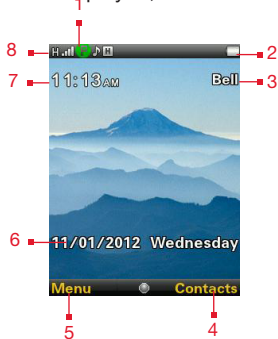 1
8 H H 2
7 11:13AM Bell 3
6 11/01/2012 Wednesday
Menu Contacts
5 4